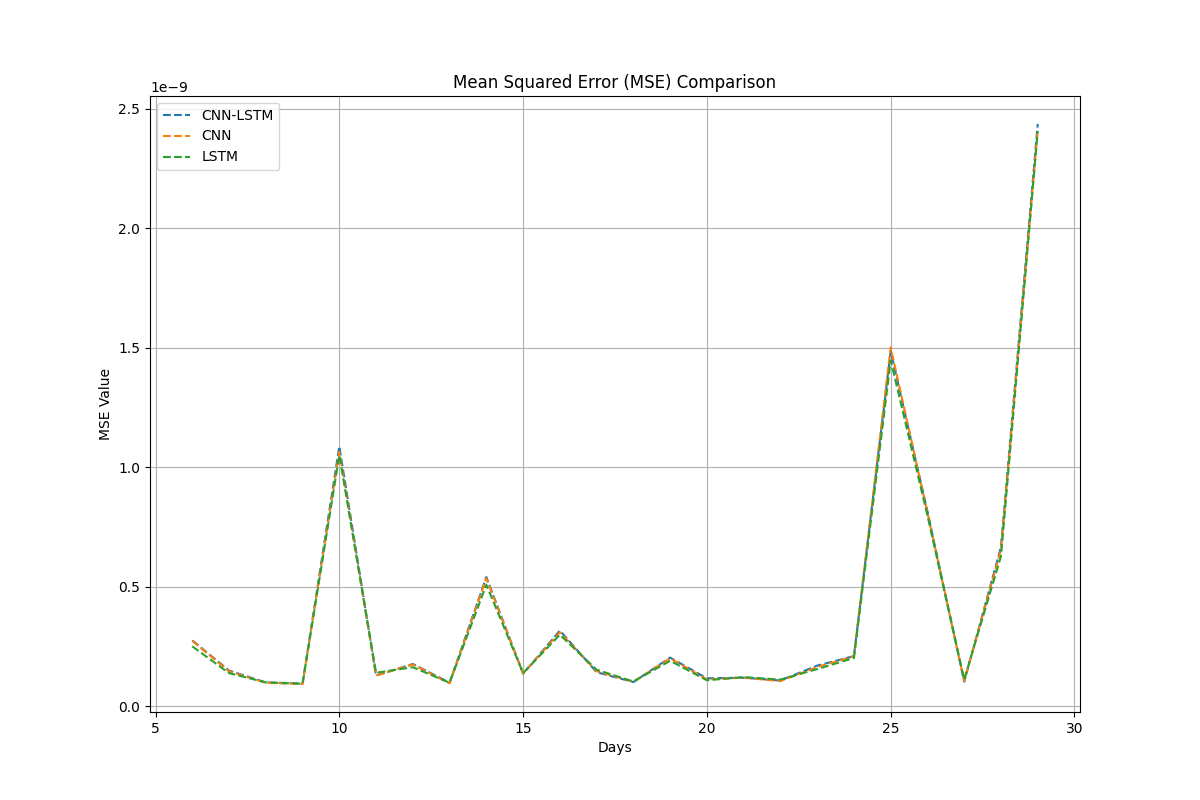 Mean Squared Error (MSE) Comparison
1e−9
CNN-LSTM
CNN
LSTM
2.5
2.0
1.5
1.0
0.5
0.0
MSE Value
5 10 15 20 25 30
Days